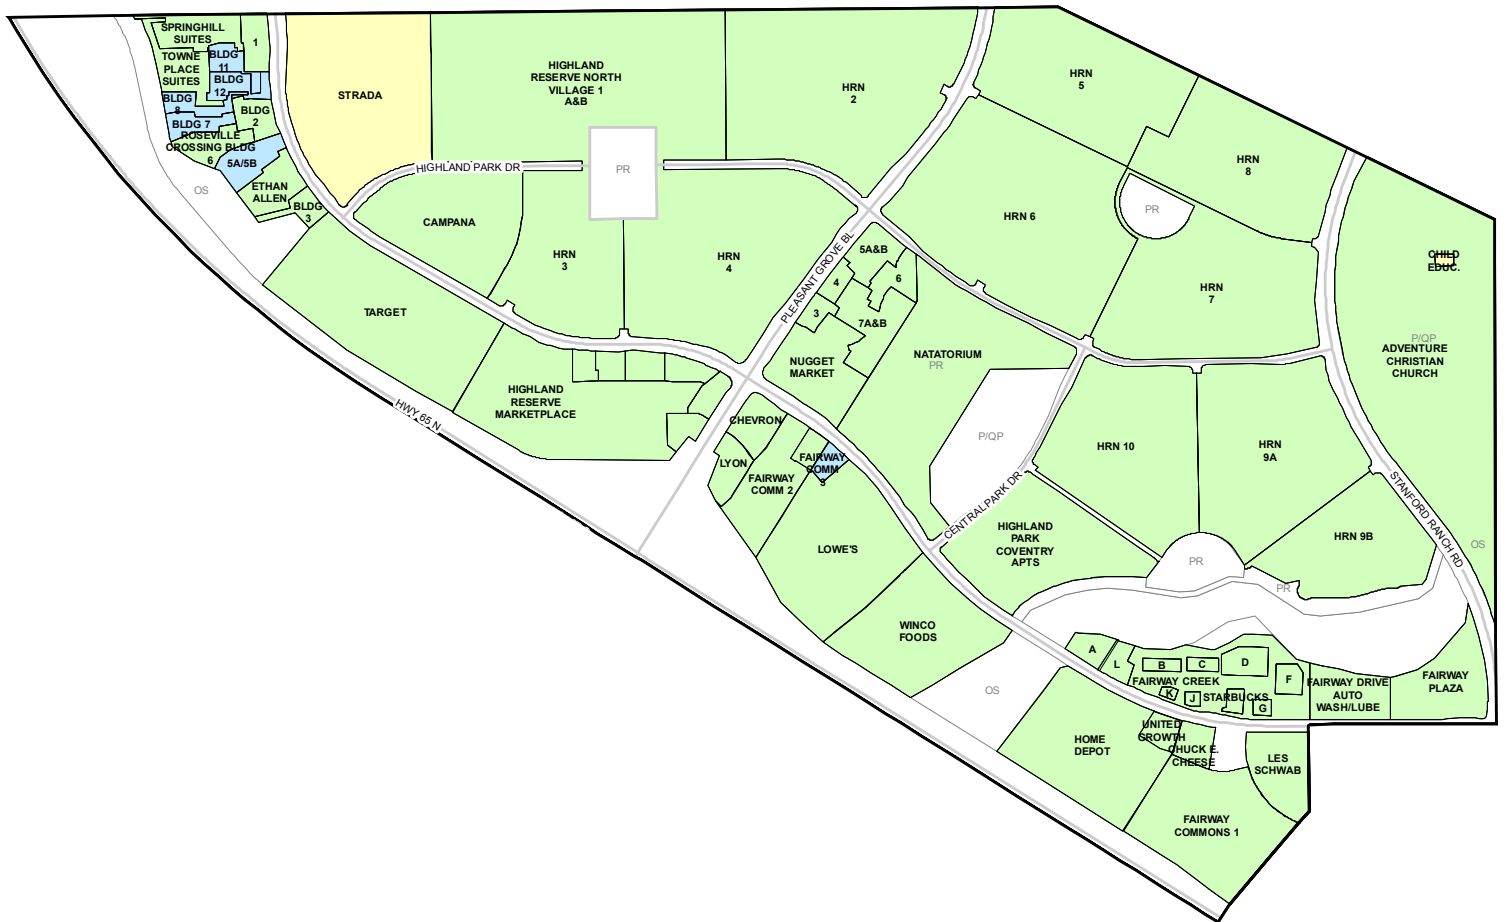 SPRINGHILL
SUITES
1
TOWNE
PLACE
SUITES
BLDG
11
BLDG
12
BLDG
8
BLDG
2
BLDG 7
ROSEVILLE
CROSSING BLDG
6
5A/5B
OS
ETHAN
ALLEN
BLDG
3
STRADA
HIGHLAND
RESERVE NORTH
VILLAGE 1
A&B
HRN
2
HIGHLAND PARK DR
PR
CAMPANA
HRN
3
HRN
4
TARGET
HIGHLAND
RESERVE
MARKETPLACE
HWY 65 N
PLEASANT GROVE BL
5A&B
4
6
3
7A&B
NUGGET
MARKET
NATATORIUM
PR
HRN
5
HRN
8
HRN 6
PR
HRN
7
CHILD
EDUC.
P/QP
ADVENTURE
CHRISTIAN
CHURCH
CHEVRON
LYON
FAIRWAY
COMM 2
FAIRWAY
COMM
3
P/QP
CENTRAL PARK DR
HRN 10
HRN
9A
STANFORD RANCH RD
HRN 9B
OS
LOWE'S
HIGHLAND
PARK
COVENTRY
APTS
PR
PR
WINCO
FOODS
OS
A
L
B
C
D
F
FAIRWAY CREEK
K
J
STARBUCKS
G
FAIRWAY DRIVE
AUTO
WASH/LUBE
FAIRWAY
PLAZA
HOME
DEPOT
UNITED
GROWTH
CHUCK E.
CHEESE
LES
SCHWAB
FAIRWAY
COMMONS 1